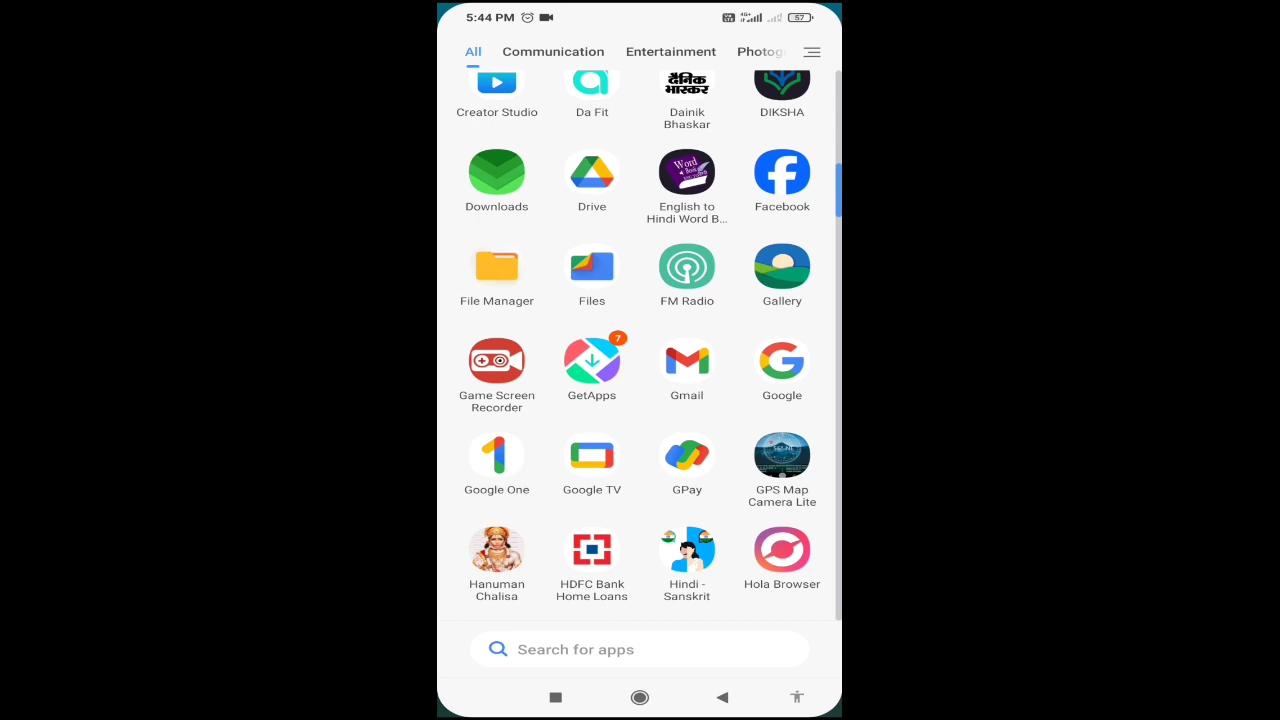 5:44 PM 57
All Communication Entertainment Photog
दैनिक
भास्कर
Creator Studio Da Fit Dainik Bhaskar DIKSHA
Word
Book
Downloads Drive English to Hindi Word B... Facebook
File Manager Files FM Radio Gallery
7
Game Screen Recorder GetApps Gmail Google
Google One Google TV GPay GPS Map Camera Lite
Hanuman Chalisa HDFC Bank Home Loans Hindi - Sanskrit Hola Browser
Search for apps